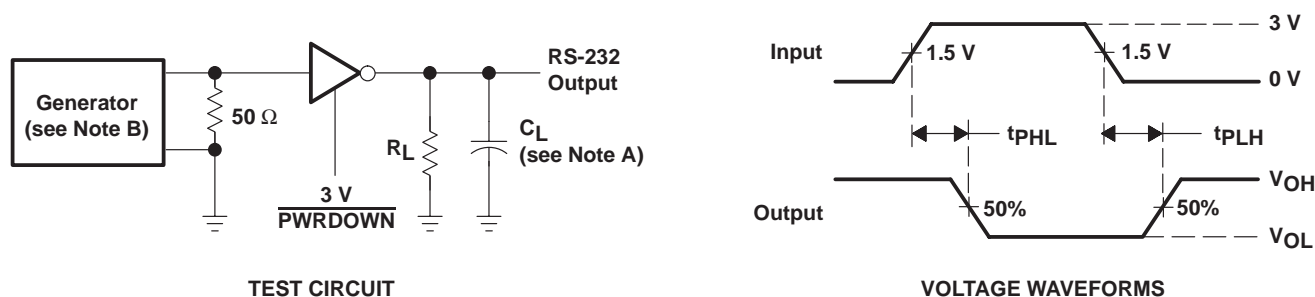 Generator
(see Note B)
50 Ω
3 V
PWRDOWN
RL
CL
(see Note A)
RS-232
Output
TEST CIRCUIT
Input
1.5 V
1.5 V
3 V
0 V
tPHL
tPLH
Output
50%
50%
VOH
VOL
VOLTAGE WAVEFORMS